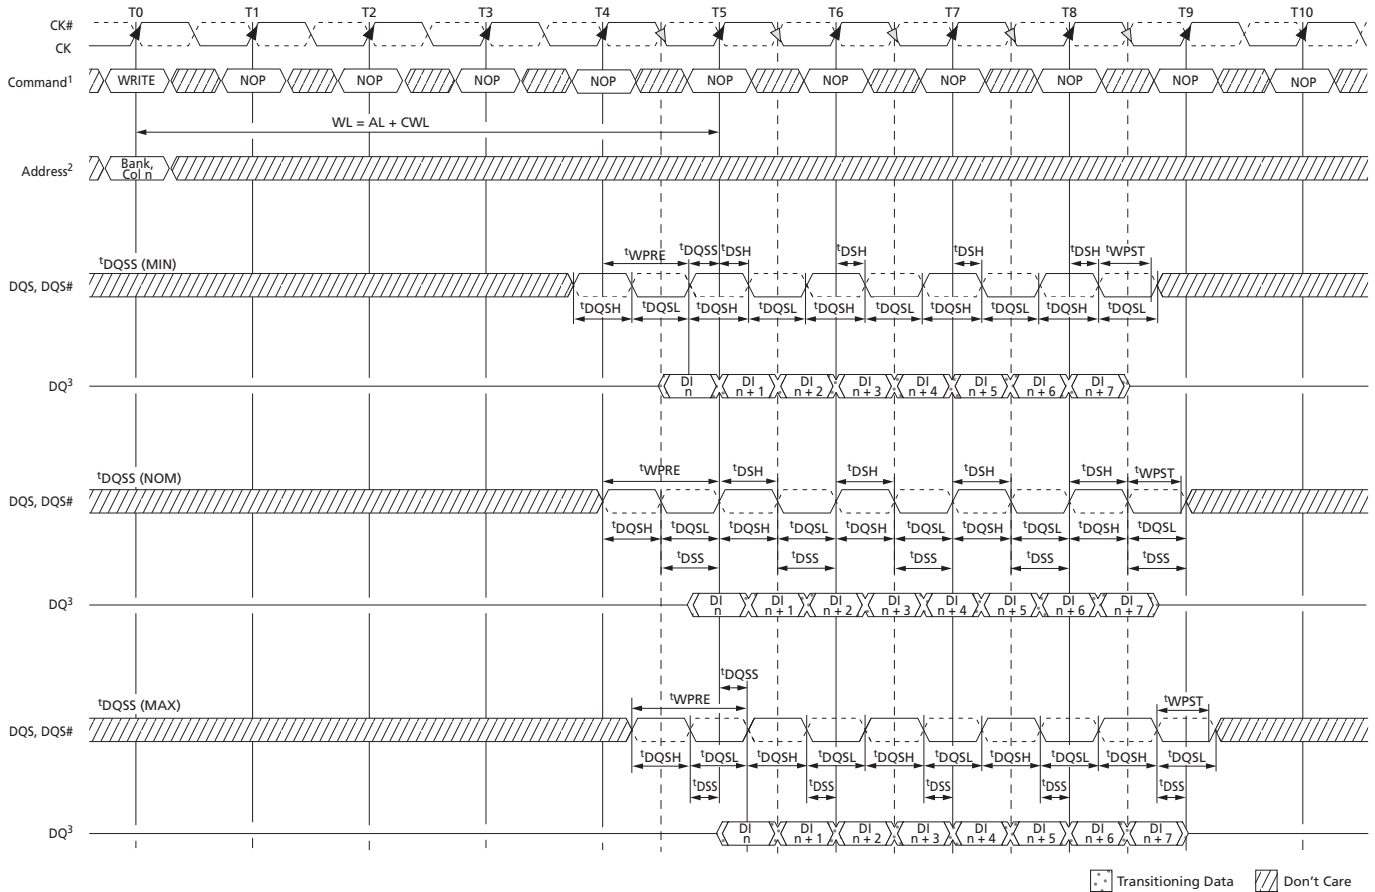 T0 T1 T2 T3 T4 T5 T6 T7 T8 T9 T10
CK#
CK
Command¹ WRITE NOP NOP NOP NOP NOP NOP NOP NOP NOP NOP
WL = AL + CWL
Address² Bank, Col n
tDQSS (MIN) tWPRE tDQSS tDSH tDSH tDSH tDSH tWPST
DQS, DQS#
tDQSH tDQSL tDQSH tDQSL tDQSH tDQSL tDQSH tDQSL tDQSH tDQSL
DQ³ DI n DI n + 1 DI n + 2 DI n + 3 DI n + 4 DI n + 5 DI n + 6 DI n + 7
tDQSS (NOM) tWPRE tDSH tDSH tDSH tDSH tWPST
DQS, DQS#
tDQSH tDQSL tDQSH tDQSL tDQSH tDQSL tDQSH tDQSL tDQSH tDQSL
tDSS tDSS tDSS tDSS tDSS
DQ³ DI n DI n + 1 DI n + 2 DI n + 3 DI n + 4 DI n + 5 DI n + 6 DI n + 7
tDQSS
tDQSS (MAX) tWPRE tWPST
DQS, DQS#
tDQSH tDQSL tDQSH tDQSL tDQSH tDQSL tDQSH tDQSL tDQSH tDQSL
tDSS tDSS tDSS tDSS tDSS
DQ³ DI n DI n + 1 DI n + 2 DI n + 3 DI n + 4 DI n + 5 DI n + 6 DI n + 7
Transitioning Data Don't Care